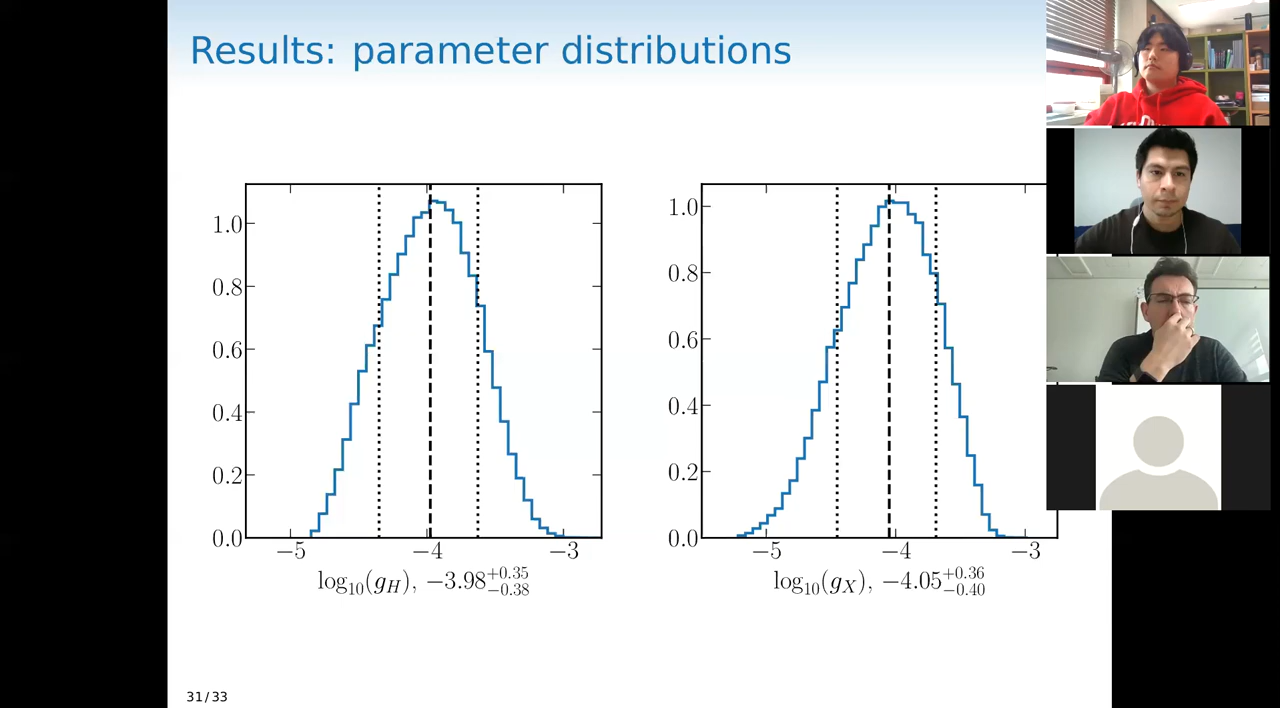 Results: parameter distributions
1.0
0.8
0.6
0.4
0.2
0.0
−5 −4 −3
log₁₀(g_H), −3.98 +0.35 −0.38
1.0
0.8
0.6
0.4
0.2
0.0
−5 −4 −3
log₁₀(g_X), −4.05 +0.36 −0.40
31/33